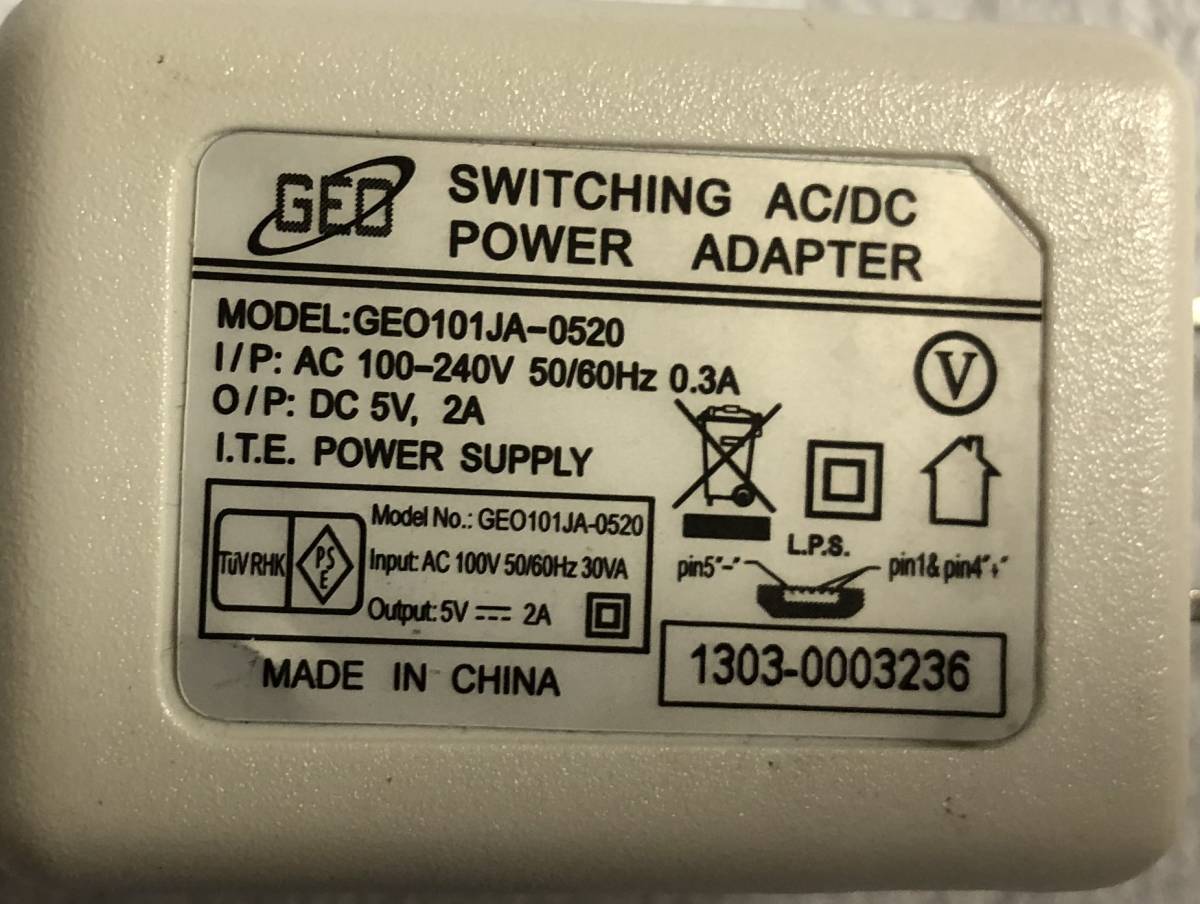 GEO
SWITCHING AC/DC
POWER ADAPTER
MODEL:GEO101JA-0520
I/P: AC 100-240V 50/60Hz 0.3A
O/P: DC 5V, 2A
I.T.E. POWER SUPPLY
V
TüV RHK
PSE
Model No.: GEO101JA-0520
Input: AC 100V 50/60Hz 30VA
Output: 5V ⎓ 2A
L.P.S.
pin5"-"
pin1& pin4"+"
MADE IN CHINA
1303-0003236